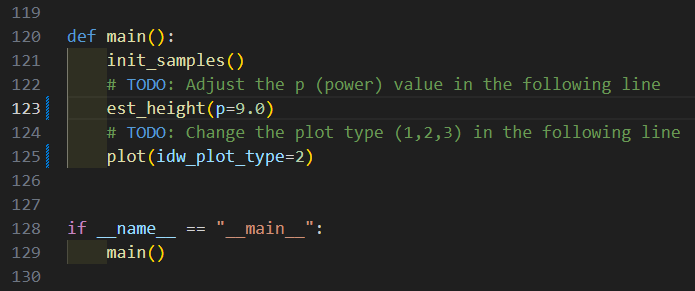 119
120 def main():
121     init_samples()
122     # TODO: Adjust the p (power) value in the following line
123     est_height(p=9.0)
124     # TODO: Change the plot type (1,2,3) in the following line
125     plot(idw_plot_type=2)
126
127
128 if __name__ == "__main__":
129     main()
130